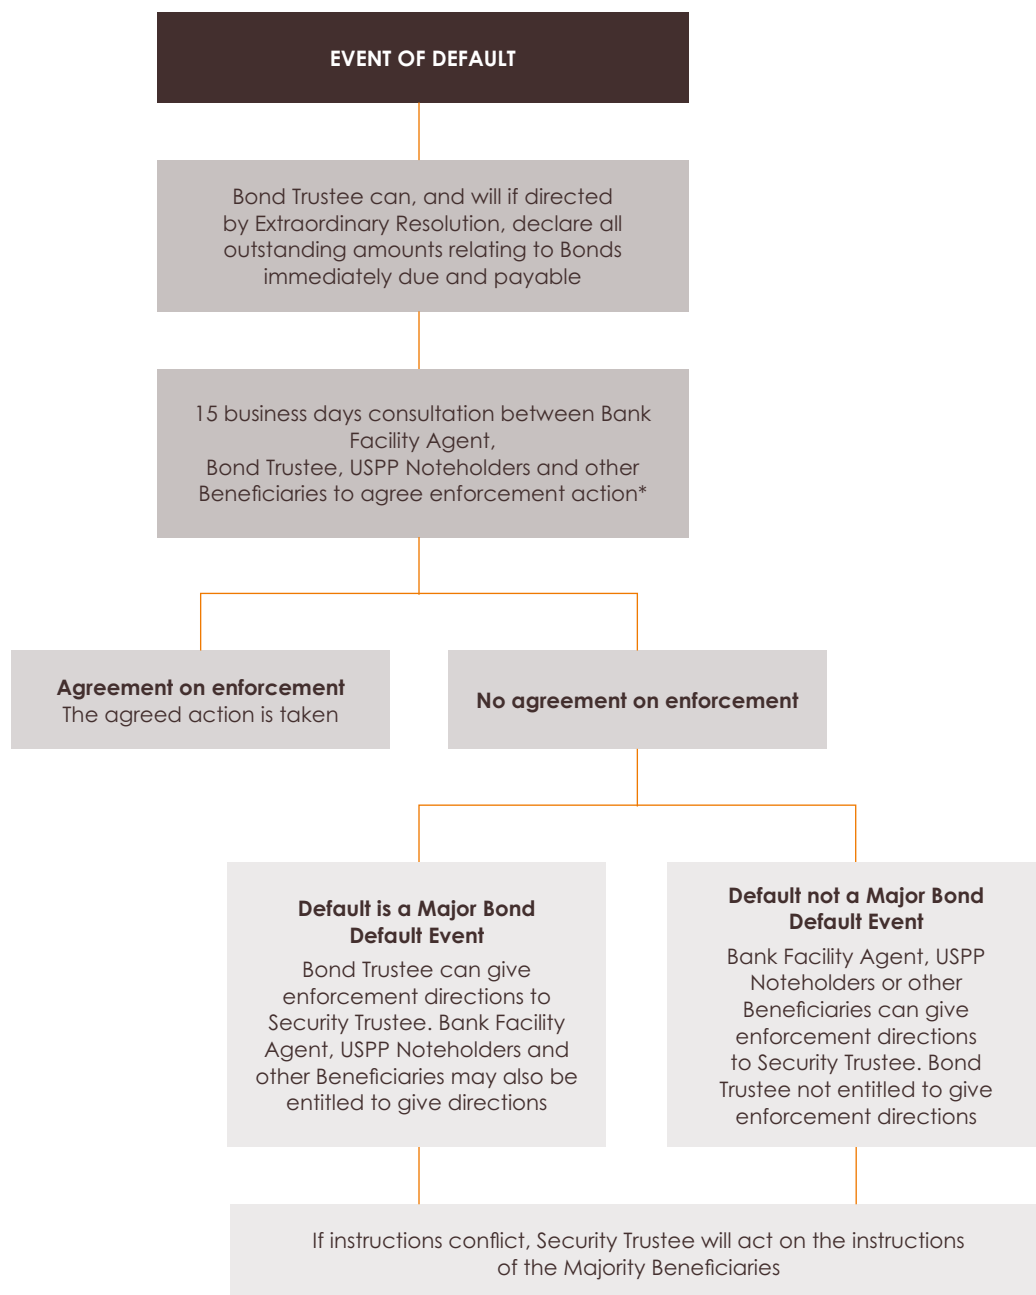 EVENT OF DEFAULT
Bond Trustee can, and will if directed
by Extraordinary Resolution, declare all
outstanding amounts relating to Bonds
immediately due and payable
15 business days consultation between Bank
Facility Agent,
Bond Trustee, USPP Noteholders and other
Beneficiaries to agree enforcement action*
Agreement on enforcement
The agreed action is taken
No agreement on enforcement
Default is a Major Bond
Default Event
Bond Trustee can give
enforcement directions to
Security Trustee. Bank Facility
Agent, USPP Noteholders and
other Beneficiaries may also be
entitled to give directions
Default not a Major Bond
Default Event
Bank Facility Agent, USPP
Noteholders or other
Beneficiaries can give
enforcement directions
to Security Trustee. Bond
Trustee not entitled to give
enforcement directions
If instructions conflict, Security Trustee will act on the instructions
of the Majority Beneficiaries